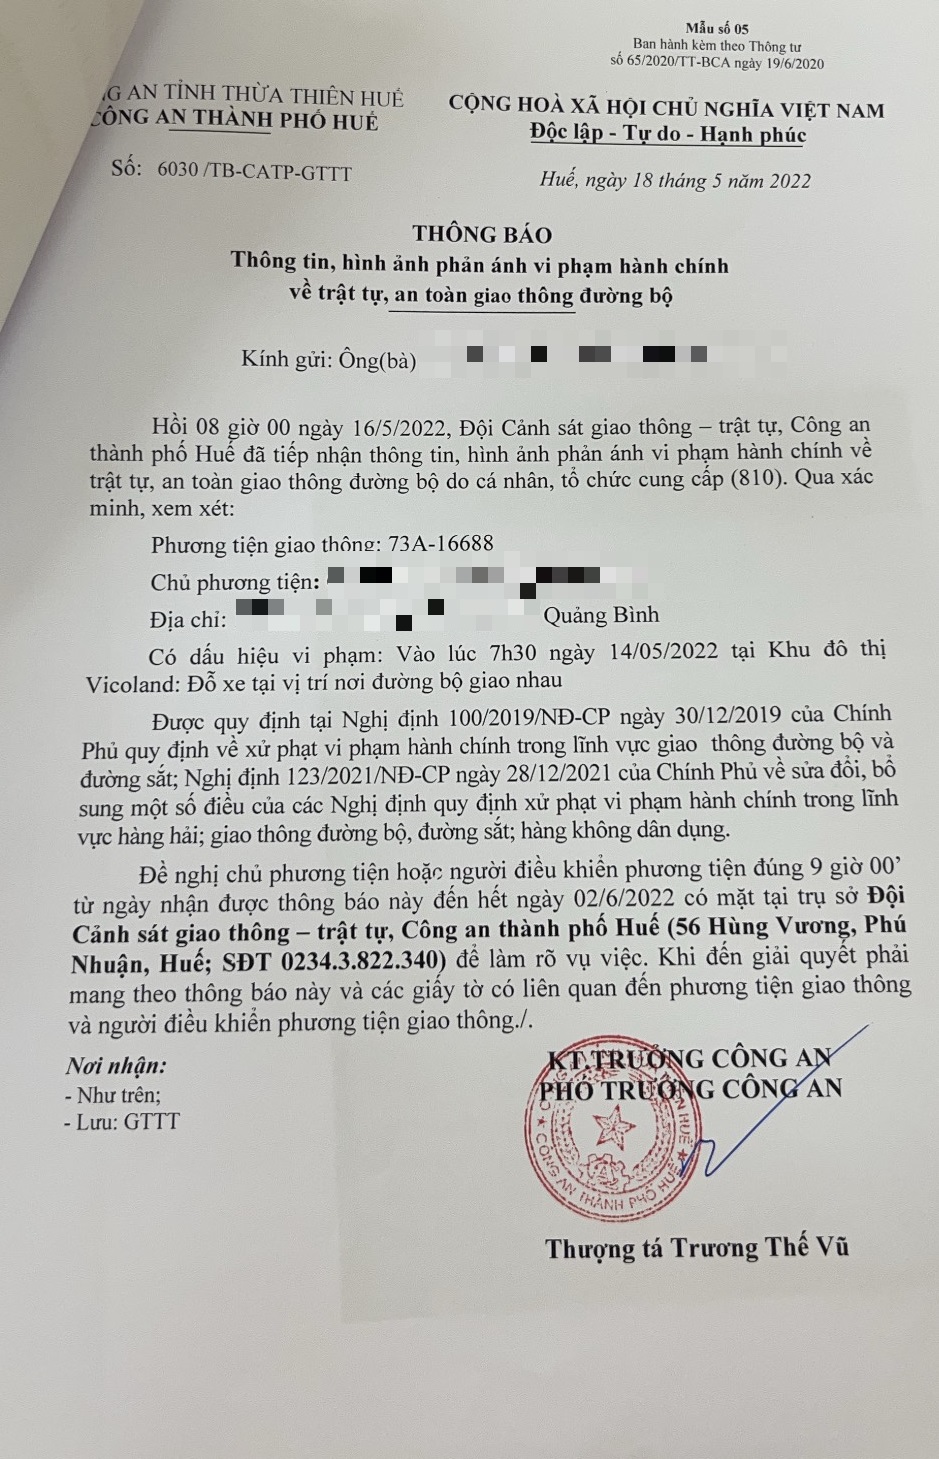 Mẫu số 05
Ban hành kèm theo Thông tư
số 65/2020/TT-BCA ngày 19/6/2020
G AN TỈNH THỪA THIÊN HUẾ
CÔNG AN THÀNH PHỐ HUẾ
Số: 6030 /TB-CATP-GTTT
CỘNG HOÀ XÃ HỘI CHỦ NGHĨA VIỆT NAM
Độc lập - Tự do - Hạnh phúc
Huế, ngày 18 tháng 5 năm 2022
THÔNG BÁO
Thông tin, hình ảnh phản ánh vi phạm hành chính
về trật tự, an toàn giao thông đường bộ
Kính gửi: Ông(bà)
Hồi 08 giờ 00 ngày 16/5/2022, Đội Cảnh sát giao thông – trật tự, Công an
thành phố Huế đã tiếp nhận thông tin, hình ảnh phản ánh vi phạm hành chính về
trật tự, an toàn giao thông đường bộ do cá nhân, tổ chức cung cấp (810). Qua xác
minh, xem xét:
Phương tiện giao thông: 73A-16688
Chủ phương tiện:
Địa chỉ: Quảng Bình
Có dấu hiệu vi phạm: Vào lúc 7h30 ngày 14/05/2022 tại Khu đô thị
Vicoland: Đỗ xe tại vị trí nơi đường bộ giao nhau
Được quy định tại Nghị định 100/2019/NĐ-CP ngày 30/12/2019 của Chính
Phủ quy định về xử phạt vi phạm hành chính trong lĩnh vực giao thông đường bộ và
đường sắt; Nghị định 123/2021/NĐ-CP ngày 28/12/2021 của Chính Phủ về sửa đổi, bổ
sung một số điều của các Nghị định quy định xử phạt vi phạm hành chính trong lĩnh
vực hàng hải; giao thông đường bộ, đường sắt; hàng không dân dụng.
Đề nghị chủ phương tiện hoặc người điều khiển phương tiện đúng 9 giờ 00’
từ ngày nhận được thông báo này đến hết ngày 02/6/2022 có mặt tại trụ sở Đội
Cảnh sát giao thông – trật tự, Công an thành phố Huế (56 Hùng Vương, Phú
Nhuận, Huế; SĐT 0234.3.822.340) để làm rõ vụ việc. Khi đến giải quyết phải
mang theo thông báo này và các giấy tờ có liên quan đến phương tiện giao thông
và người điều khiển phương tiện giao thông./.
Nơi nhận:
- Như trên;
- Lưu: GTTT
KT.TRƯỞNG CÔNG AN
PHÓ TRƯỞNG CÔNG AN
CÔNG AN THÀNH PHỐ HUẾ
Thượng tá Trương Thế Vũ